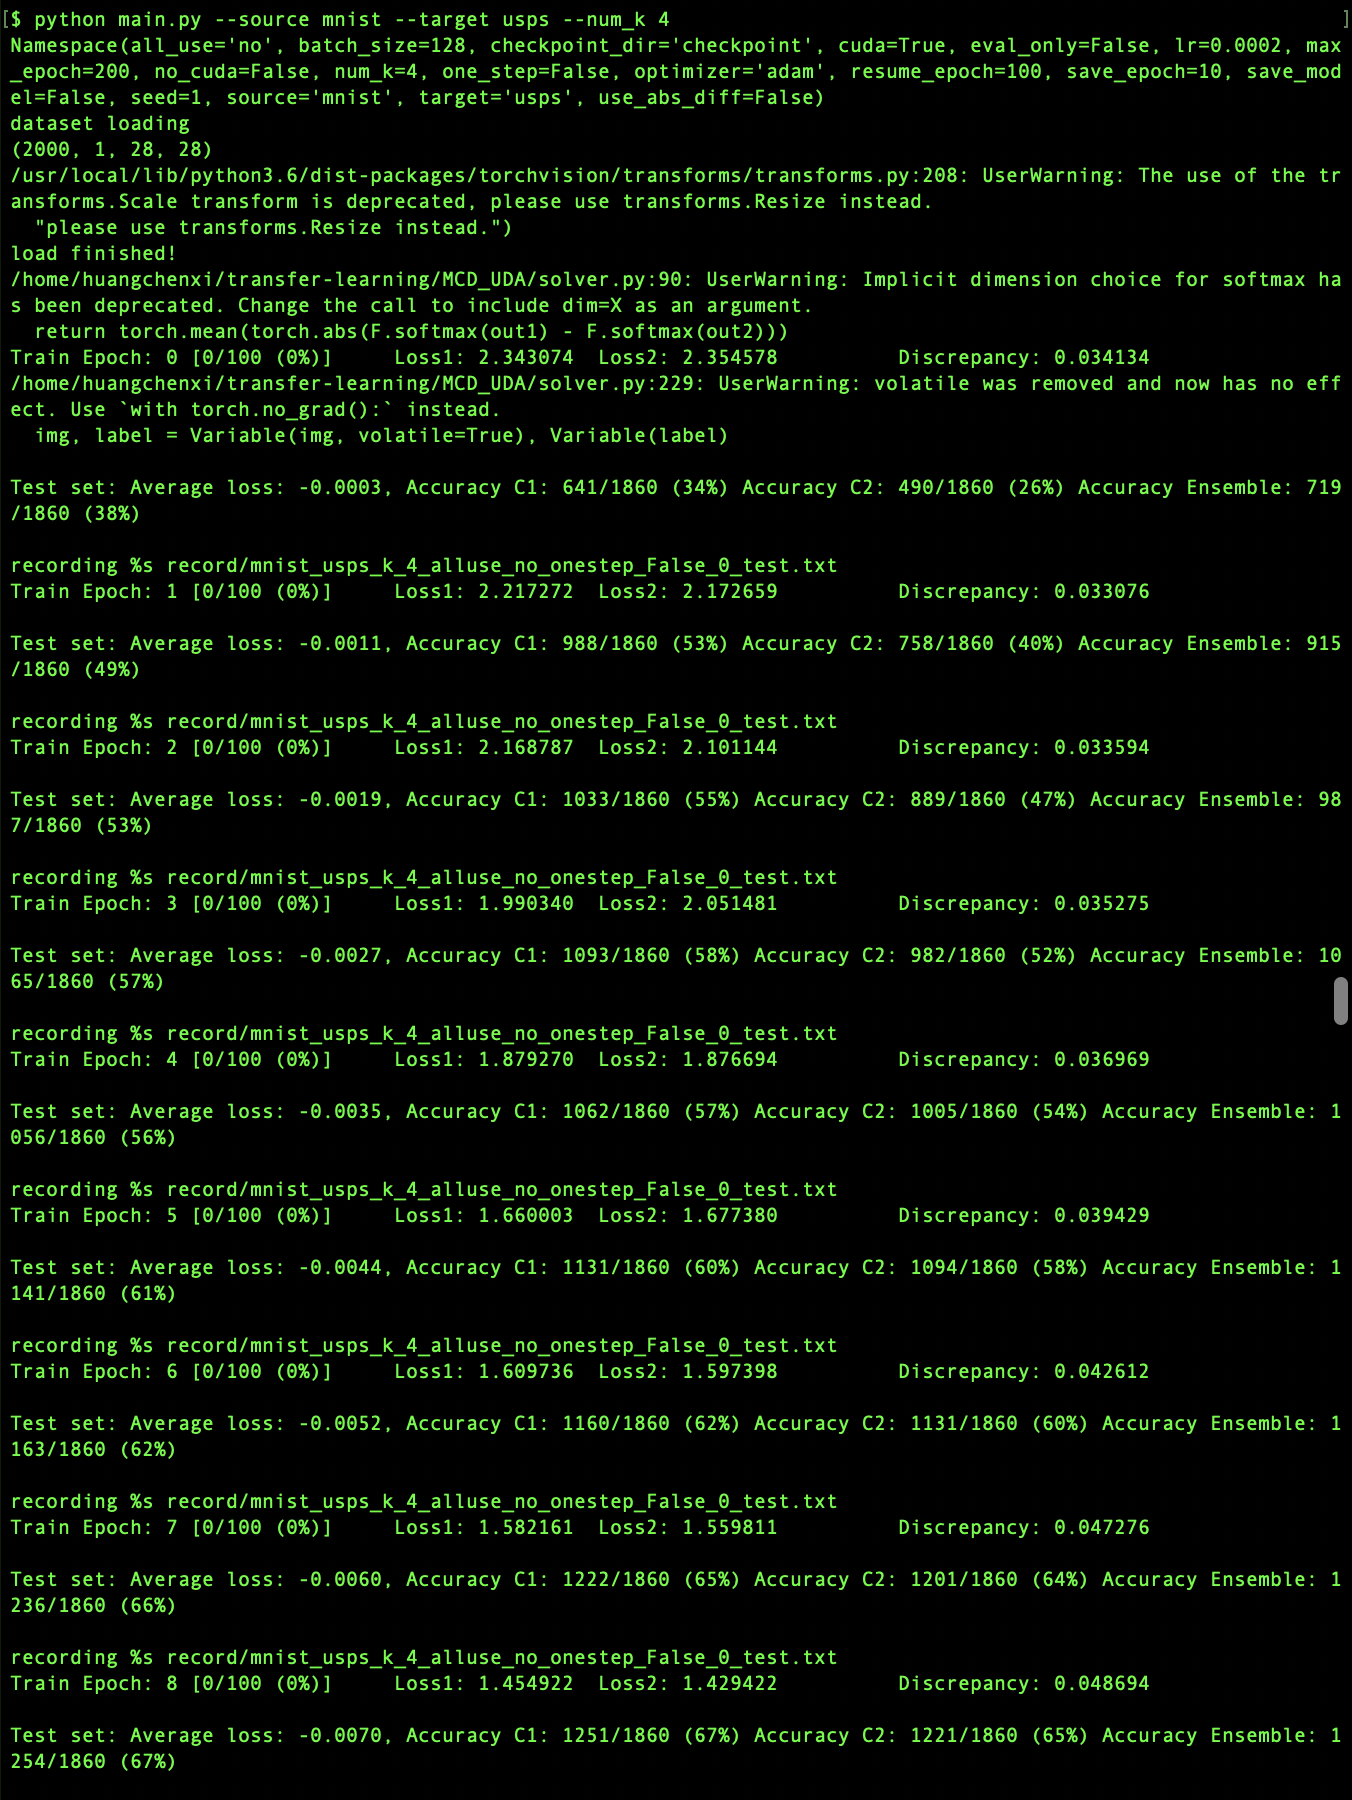 [$ python main.py --source mnist --target usps --num_k 4 ]
Namespace(all_use='no', batch_size=128, checkpoint_dir='checkpoint', cuda=True, eval_only=False, lr=0.0002, max
_epoch=200, no_cuda=False, num_k=4, one_step=False, optimizer='adam', resume_epoch=100, save_epoch=10, save_mod
el=False, seed=1, source='mnist', target='usps', use_abs_diff=False)
dataset loading
(2000, 1, 28, 28)
/usr/local/lib/python3.6/dist-packages/torchvision/transforms/transforms.py:208: UserWarning: The use of the tr
ansforms.Scale transform is deprecated, please use transforms.Resize instead.
  "please use transforms.Resize instead.")
load finished!
/home/huangchenxi/transfer-learning/MCD_UDA/solver.py:90: UserWarning: Implicit dimension choice for softmax ha
s been deprecated. Change the call to include dim=X as an argument.
  return torch.mean(torch.abs(F.softmax(out1) - F.softmax(out2)))
Train Epoch: 0 [0/100 (0%)]     Loss1: 2.343074  Loss2: 2.354578          Discrepancy: 0.034134
/home/huangchenxi/transfer-learning/MCD_UDA/solver.py:229: UserWarning: volatile was removed and now has no eff
ect. Use `with torch.no_grad():` instead.
  img, label = Variable(img, volatile=True), Variable(label)
Test set: Average loss: -0.0003, Accuracy C1: 641/1860 (34%) Accuracy C2: 490/1860 (26%) Accuracy Ensemble: 719
/1860 (38%)
recording %s record/mnist_usps_k_4_alluse_no_onestep_False_0_test.txt
Train Epoch: 1 [0/100 (0%)]     Loss1: 2.217272  Loss2: 2.172659          Discrepancy: 0.033076
Test set: Average loss: -0.0011, Accuracy C1: 988/1860 (53%) Accuracy C2: 758/1860 (40%) Accuracy Ensemble: 915
/1860 (49%)
recording %s record/mnist_usps_k_4_alluse_no_onestep_False_0_test.txt
Train Epoch: 2 [0/100 (0%)]     Loss1: 2.168787  Loss2: 2.101144          Discrepancy: 0.033594
Test set: Average loss: -0.0019, Accuracy C1: 1033/1860 (55%) Accuracy C2: 889/1860 (47%) Accuracy Ensemble: 98
7/1860 (53%)
recording %s record/mnist_usps_k_4_alluse_no_onestep_False_0_test.txt
Train Epoch: 3 [0/100 (0%)]     Loss1: 1.990340  Loss2: 2.051481          Discrepancy: 0.035275
Test set: Average loss: -0.0027, Accuracy C1: 1093/1860 (58%) Accuracy C2: 982/1860 (52%) Accuracy Ensemble: 10
65/1860 (57%)
recording %s record/mnist_usps_k_4_alluse_no_onestep_False_0_test.txt
Train Epoch: 4 [0/100 (0%)]     Loss1: 1.879270  Loss2: 1.876694          Discrepancy: 0.036969
Test set: Average loss: -0.0035, Accuracy C1: 1062/1860 (57%) Accuracy C2: 1005/1860 (54%) Accuracy Ensemble: 1
056/1860 (56%)
recording %s record/mnist_usps_k_4_alluse_no_onestep_False_0_test.txt
Train Epoch: 5 [0/100 (0%)]     Loss1: 1.660003  Loss2: 1.677380          Discrepancy: 0.039429
Test set: Average loss: -0.0044, Accuracy C1: 1131/1860 (60%) Accuracy C2: 1094/1860 (58%) Accuracy Ensemble: 1
141/1860 (61%)
recording %s record/mnist_usps_k_4_alluse_no_onestep_False_0_test.txt
Train Epoch: 6 [0/100 (0%)]     Loss1: 1.609736  Loss2: 1.597398          Discrepancy: 0.042612
Test set: Average loss: -0.0052, Accuracy C1: 1160/1860 (62%) Accuracy C2: 1131/1860 (60%) Accuracy Ensemble: 1
163/1860 (62%)
recording %s record/mnist_usps_k_4_alluse_no_onestep_False_0_test.txt
Train Epoch: 7 [0/100 (0%)]     Loss1: 1.582161  Loss2: 1.559811          Discrepancy: 0.047276
Test set: Average loss: -0.0060, Accuracy C1: 1222/1860 (65%) Accuracy C2: 1201/1860 (64%) Accuracy Ensemble: 1
236/1860 (66%)
recording %s record/mnist_usps_k_4_alluse_no_onestep_False_0_test.txt
Train Epoch: 8 [0/100 (0%)]     Loss1: 1.454922  Loss2: 1.429422          Discrepancy: 0.048694
Test set: Average loss: -0.0070, Accuracy C1: 1251/1860 (67%) Accuracy C2: 1221/1860 (65%) Accuracy Ensemble: 1
254/1860 (67%)